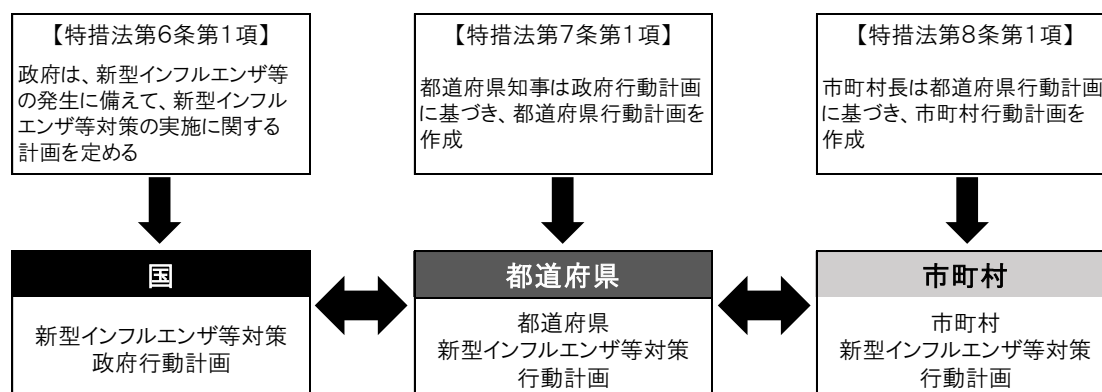 【特措法第6条第1項】
政府は、新型インフルエンザ等
の発生に備えて、新型インフル
エンザ等対策の実施に関する
計画を定める
【特措法第7条第1項】
都道府県知事は政府行動計画
に基づき、都道府県行動計画を
作成
【特措法第8条第1項】
市町村長は都道府県行動計画
に基づき、市町村行動計画を
作成
国
新型インフルエンザ等対策
政府行動計画
都道府県
都道府県
新型インフルエンザ等対策
行動計画
市町村
市町村
新型インフルエンザ等対策
行動計画